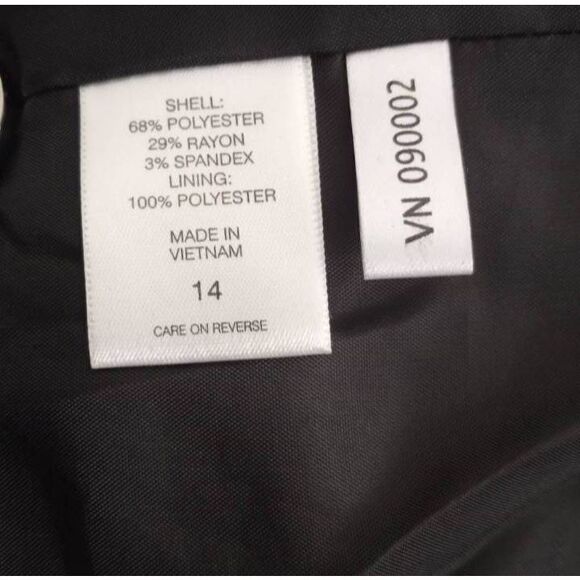 SHELL:
68% POLYESTER
29% RAYON
3% SPANDEX
LINING:
100% POLYESTER
MADE IN
VIETNAM
14
CARE ON REVERSE
VN 090002